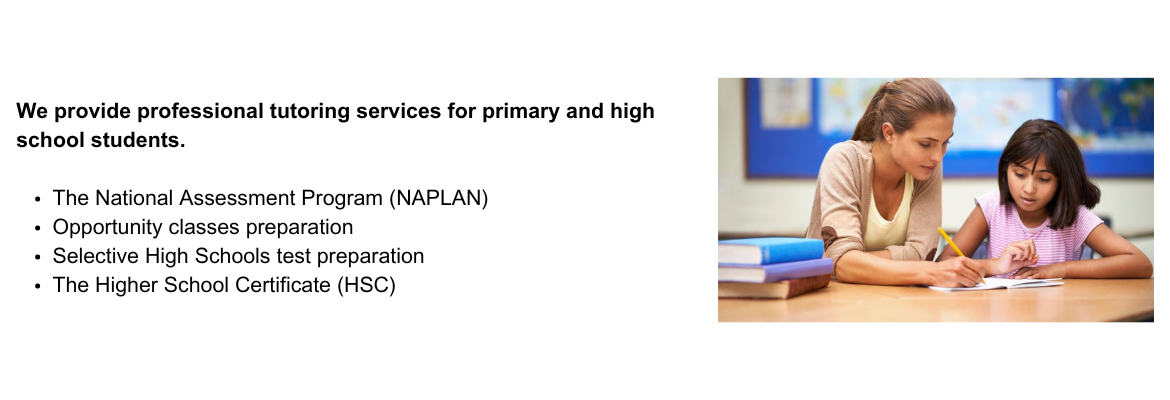 We provide professional tutoring services for primary and high
school students.
• The National Assessment Program (NAPLAN)
• Opportunity classes preparation
• Selective High Schools test preparation
• The Higher School Certificate (HSC)